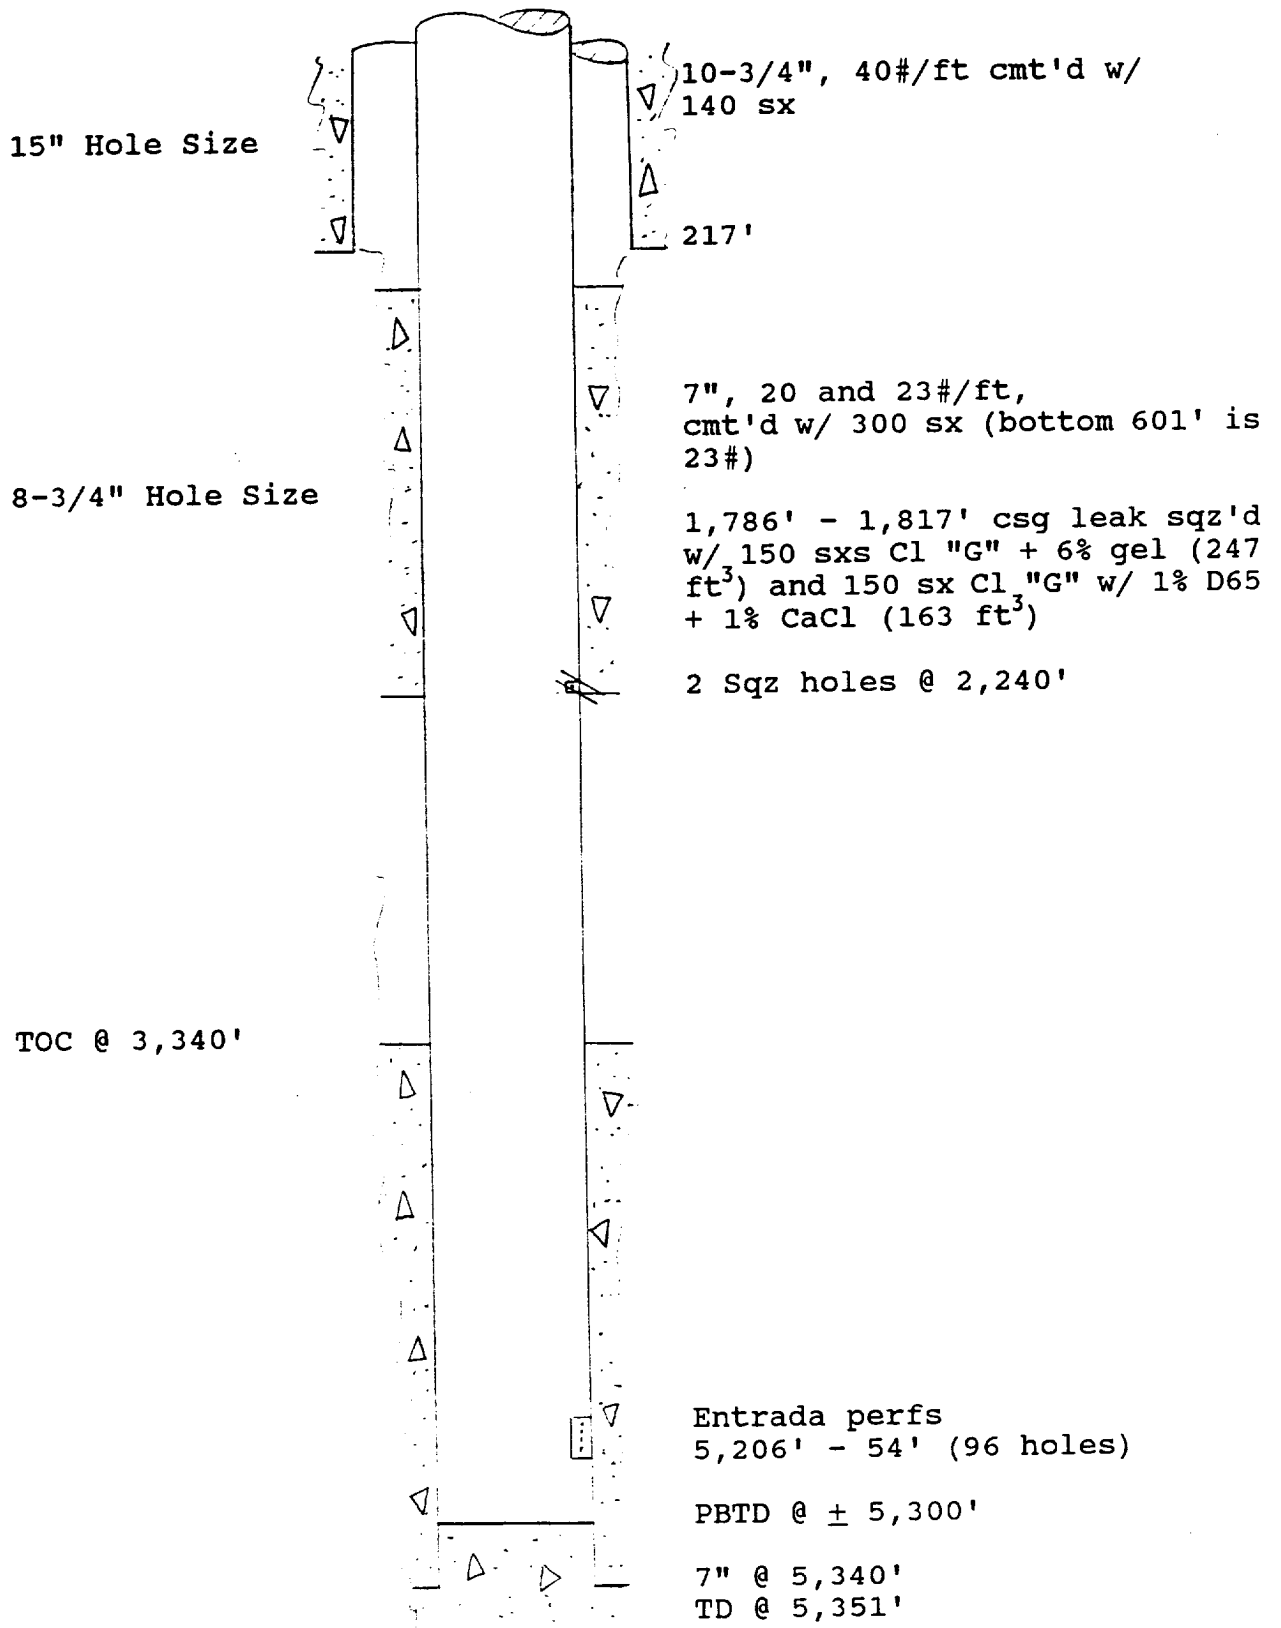 10-3/4", 40#/ft cmt'd w/
140 sx
15" Hole Size
217'
7", 20 and 23#/ft,
cmt'd w/ 300 sx (bottom 601' is
23#)
8-3/4" Hole Size
1,786' - 1,817' csg leak sqz'd
w/ 150 sxs Cl "G" + 6% gel (247
ft³) and 150 sx Cl "G" w/ 1% D65
+ 1% CaCl (163 ft³)
2 Sqz holes @ 2,240'
TOC @ 3,340'
Entrada perfs
5,206' - 54' (96 holes)
PBTD @ ± 5,300'
7" @ 5,340'
TD @ 5,351'